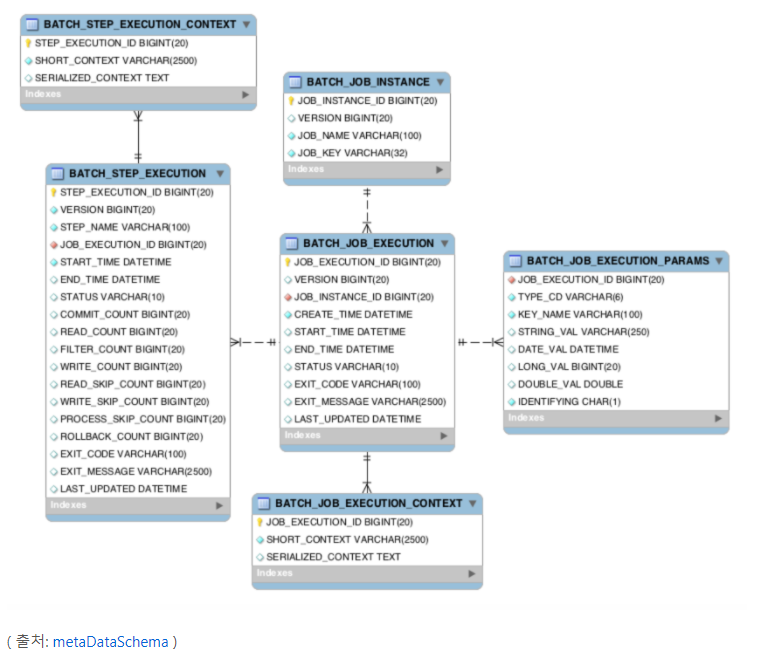 BATCH_STEP_EXECUTION_CONTEXT
STEP_EXECUTION_ID BIGINT(20)
SHORT_CONTEXT VARCHAR(2500)
SERIALIZED_CONTEXT TEXT
Indexes
BATCH_JOB_INSTANCE
JOB_INSTANCE_ID BIGINT(20)
VERSION BIGINT(20)
JOB_NAME VARCHAR(100)
JOB_KEY VARCHAR(32)
Indexes
BATCH_STEP_EXECUTION
STEP_EXECUTION_ID BIGINT(20)
VERSION BIGINT(20)
STEP_NAME VARCHAR(100)
JOB_EXECUTION_ID BIGINT(20)
START_TIME DATETIME
END_TIME DATETIME
STATUS VARCHAR(10)
COMMIT_COUNT BIGINT(20)
READ_COUNT BIGINT(20)
FILTER_COUNT BIGINT(20)
WRITE_COUNT BIGINT(20)
READ_SKIP_COUNT BIGINT(20)
WRITE_SKIP_COUNT BIGINT(20)
PROCESS_SKIP_COUNT BIGINT(20)
ROLLBACK_COUNT BIGINT(20)
EXIT_CODE VARCHAR(100)
EXIT_MESSAGE VARCHAR(2500)
LAST_UPDATED DATETIME
Indexes
BATCH_JOB_EXECUTION
JOB_EXECUTION_ID BIGINT(20)
VERSION BIGINT(20)
JOB_INSTANCE_ID BIGINT(20)
CREATE_TIME DATETIME
START_TIME DATETIME
END_TIME DATETIME
STATUS VARCHAR(10)
EXIT_CODE VARCHAR(100)
EXIT_MESSAGE VARCHAR(2500)
LAST_UPDATED DATETIME
Indexes
BATCH_JOB_EXECUTION_PARAMS
JOB_EXECUTION_ID BIGINT(20)
TYPE_CD VARCHAR(6)
KEY_NAME VARCHAR(100)
STRING_VAL VARCHAR(250)
DATE_VAL DATETIME
LONG_VAL BIGINT(20)
DOUBLE_VAL DOUBLE
IDENTIFYING CHAR(1)
Indexes
BATCH_JOB_EXECUTION_CONTEXT
JOB_EXECUTION_ID BIGINT(20)
SHORT_CONTEXT VARCHAR(2500)
SERIALIZED_CONTEXT TEXT
Indexes
( 출처: metaDataSchema )